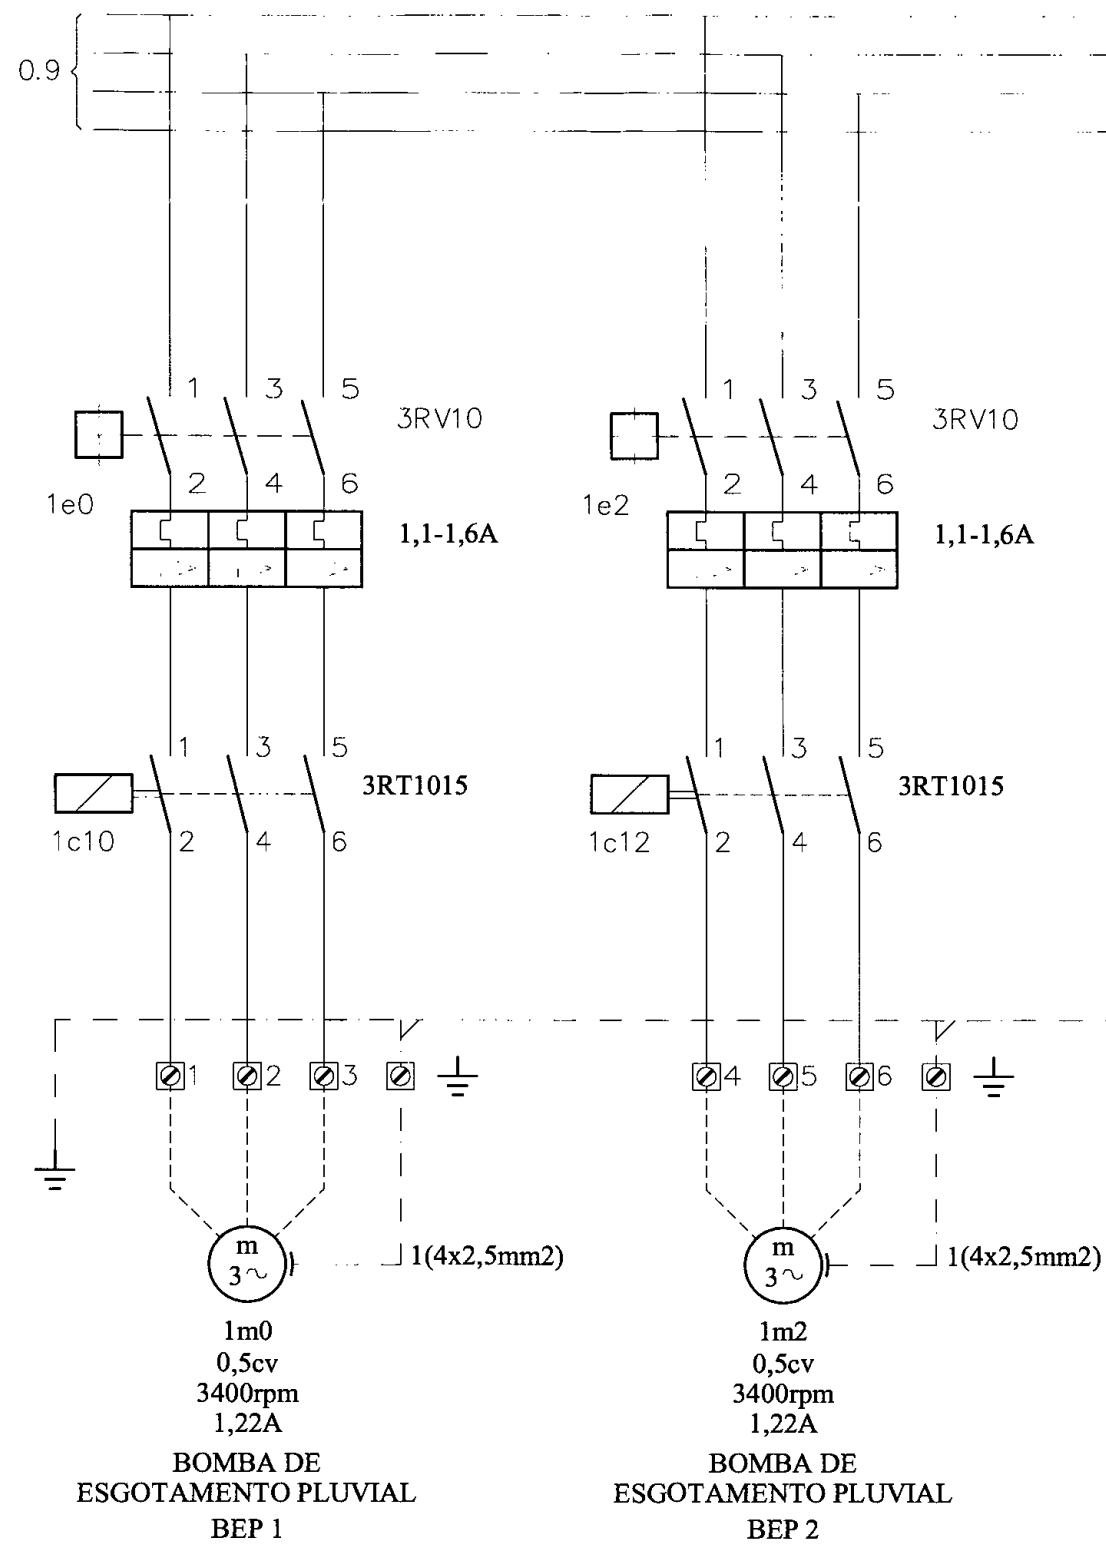 0.9
1 3 5
3RV10
2 4 6
1e0
1,1-1,6A
1 3 5
3RT1015
1c10
2 4 6
1 2 3
m
3~
1(4x2,5mm2)
1m0
0,5cv
3400rpm
1,22A
BOMBA DE
ESGOTAMENTO PLUVIAL
BEP 1
1 3 5
3RV10
2 4 6
1e2
1,1-1,6A
1 3 5
3RT1015
1c12
2 4 6
4 5 6
m
3~
1(4x2,5mm2)
1m2
0,5cv
3400rpm
1,22A
BOMBA DE
ESGOTAMENTO PLUVIAL
BEP 2